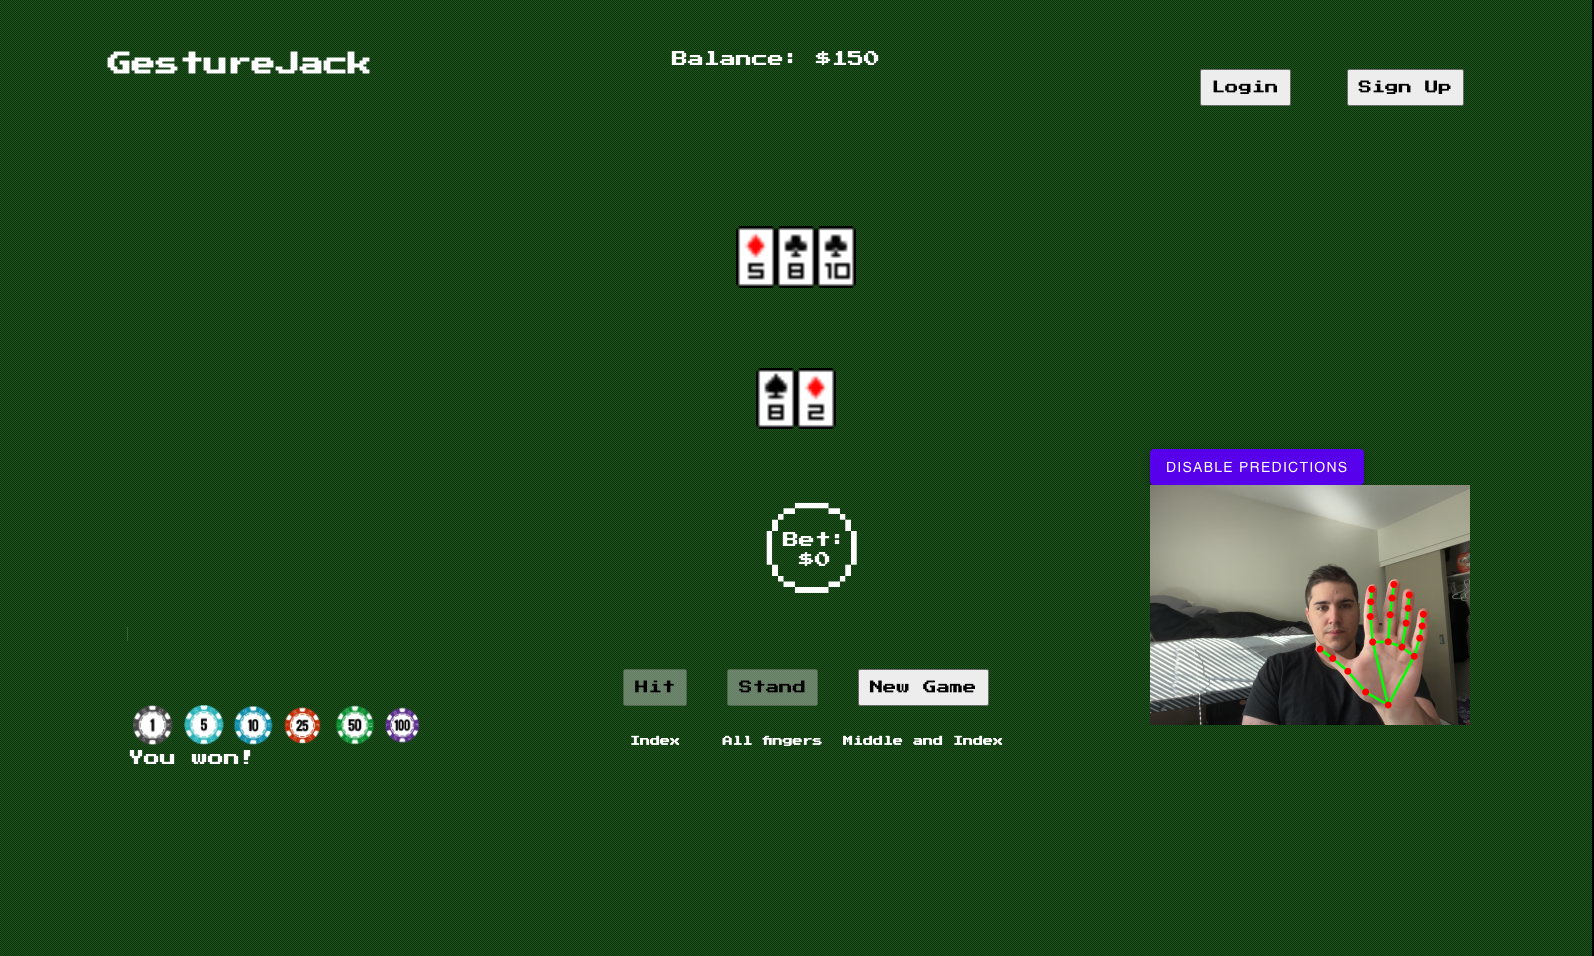 GestureJack
Balance: $150
Login
Sign Up
5 8 10
8 2
DISABLE PREDICTIONS
Bet:
$0
Hit
Stand
New Game
1 5 10 25 50 100
Index
All fingers
Middle and Index
You won!